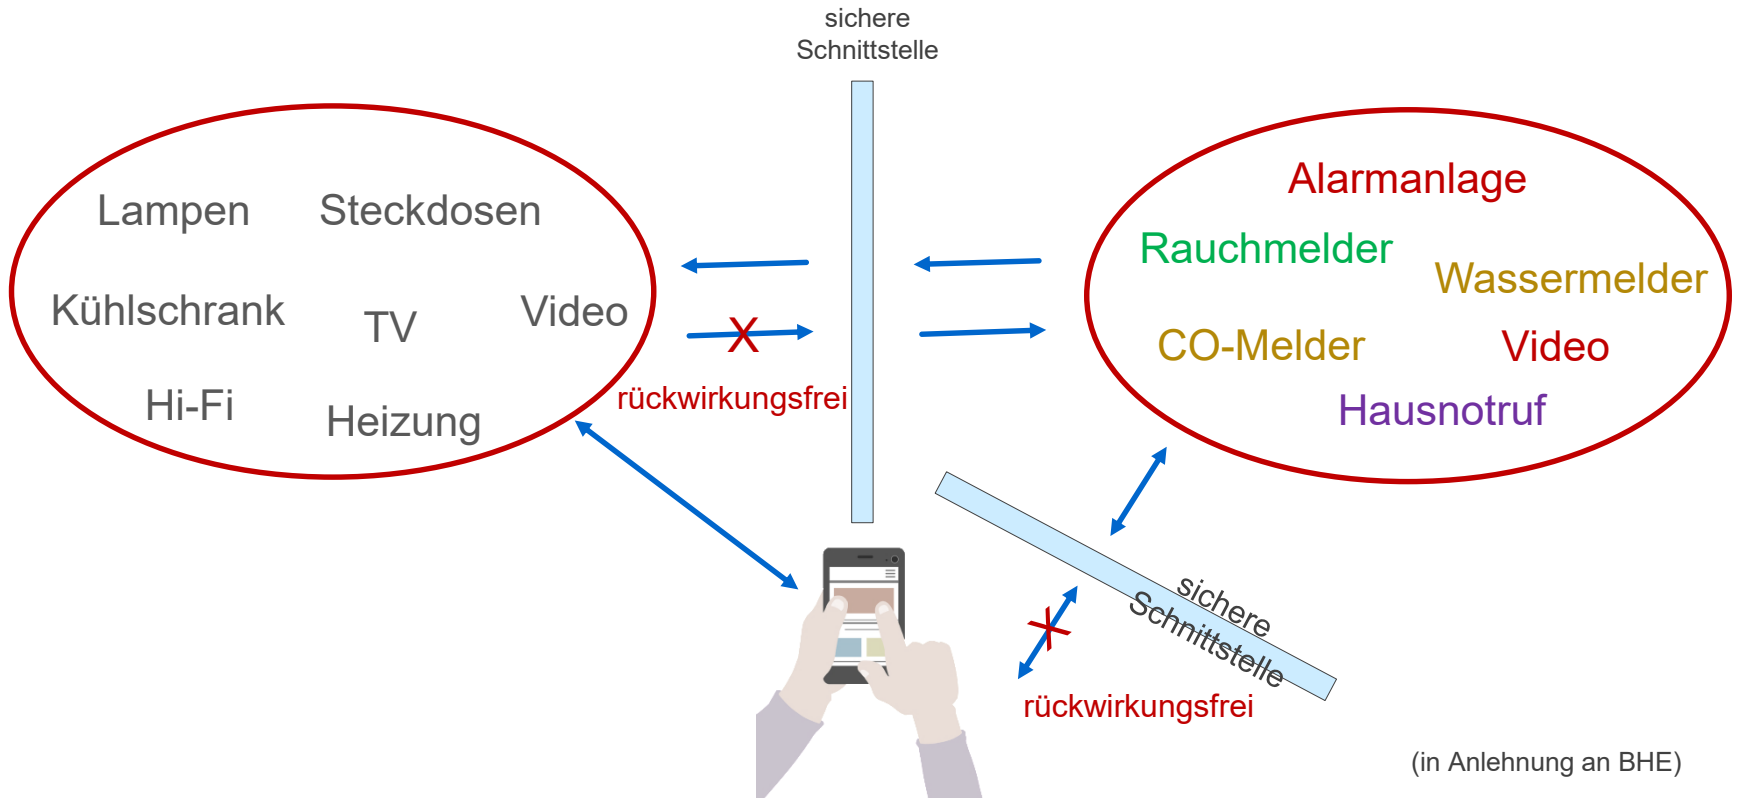 sichere
Schnittstelle
Lampen
Steckdosen
Kühlschrank
TV
Video
Hi-Fi
Heizung
X
rückwirkungsfrei
Alarmanlage
Rauchmelder
Wassermelder
CO-Melder
Video
Hausnotruf
sichere
Schnittstelle
X
rückwirkungsfrei
(in Anlehnung an BHE)